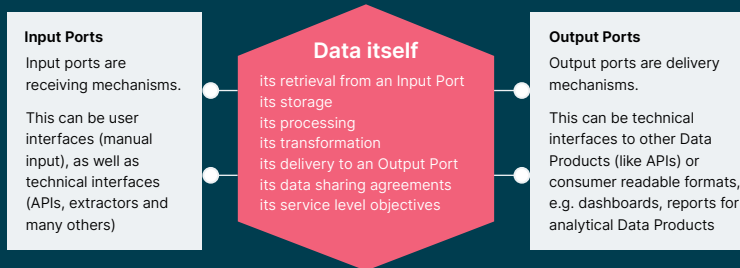 Input Ports
Input ports are
receiving mechanisms.
This can be user
interfaces (manual
input), as well as
technical interfaces
(APIs, extractors and
many others)
Data itself
its retrieval from an Input Port
its storage
its processing
its transformation
its delivery to an Output Port
its data sharing agreements
its service level objectives
Output Ports
Output ports are delivery
mechanisms.
This can be technical
interfaces to other Data
Products (like APIs) or
consumer readable formats,
e.g. dashboards, reports for
analytical Data Products